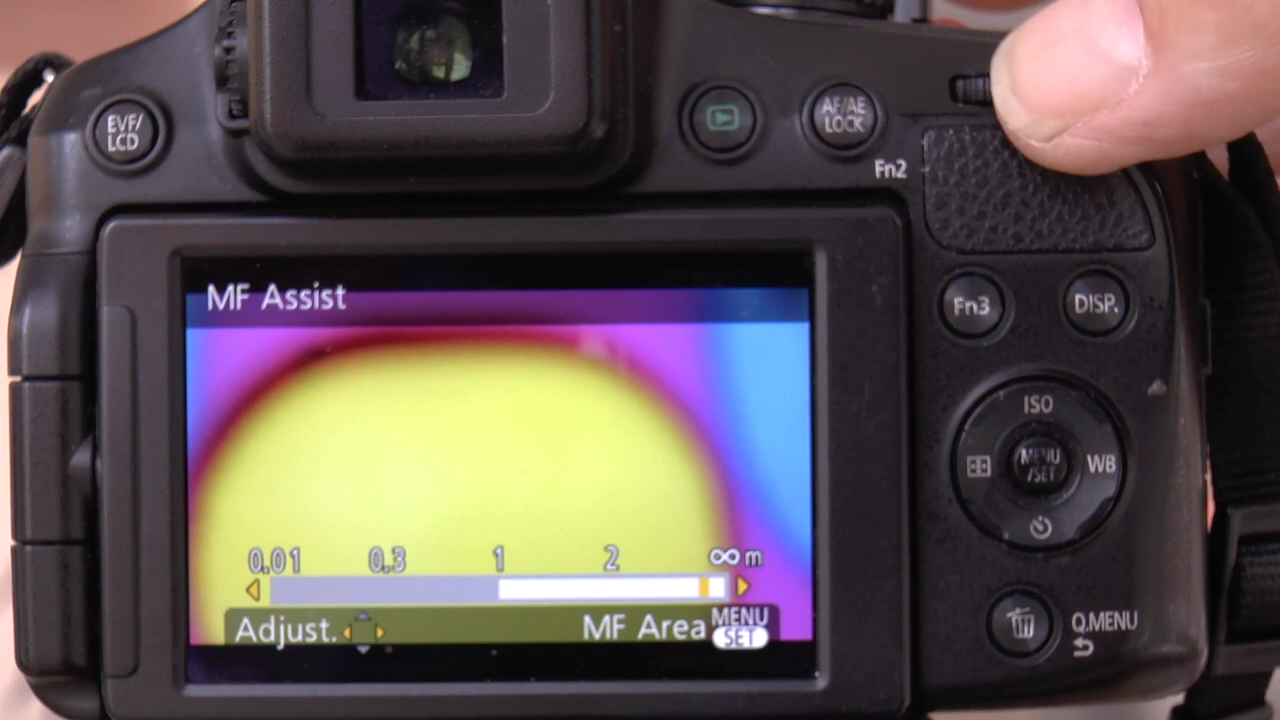 EVF/
LCD
AF/AE
LOCK
Fn2
MF Assist
Fn3
DISP.
ISO
MENU
/SET
WB
0.01 0.3 1 2 ∞ m
Adjust.
MF Area MENU
SET
Q.MENU